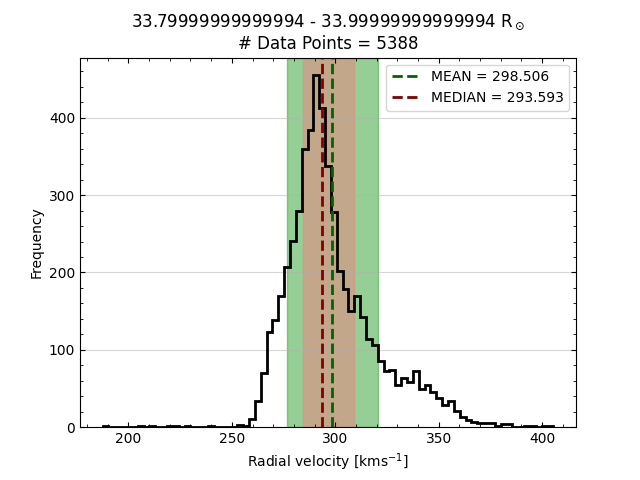 33.79999999999994 - 33.99999999999994 R⊙
# Data Points = 5388
MEAN = 298.506
MEDIAN = 293.593
400
300
200
100
0
Frequency
200 250 300 350 400
Radial velocity [kms⁻¹]